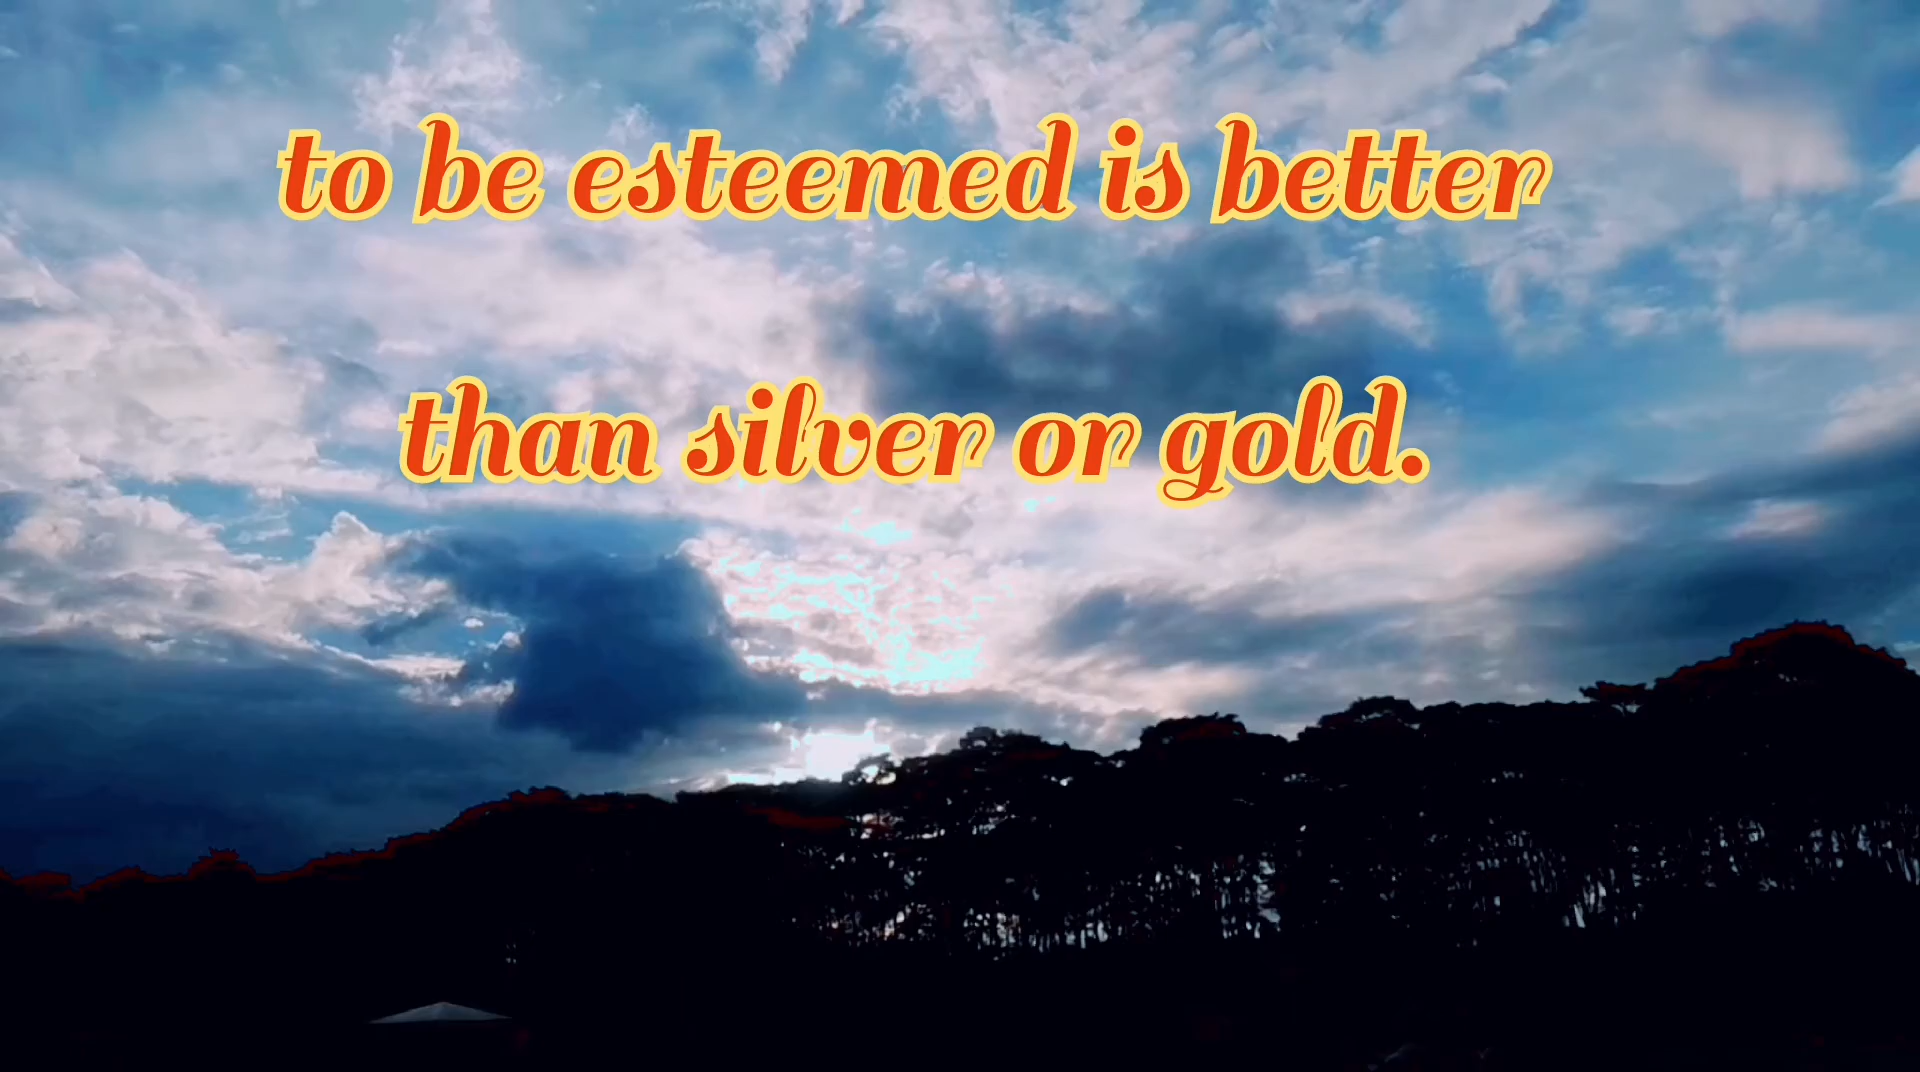 to be esteemed is better
than silver or gold.